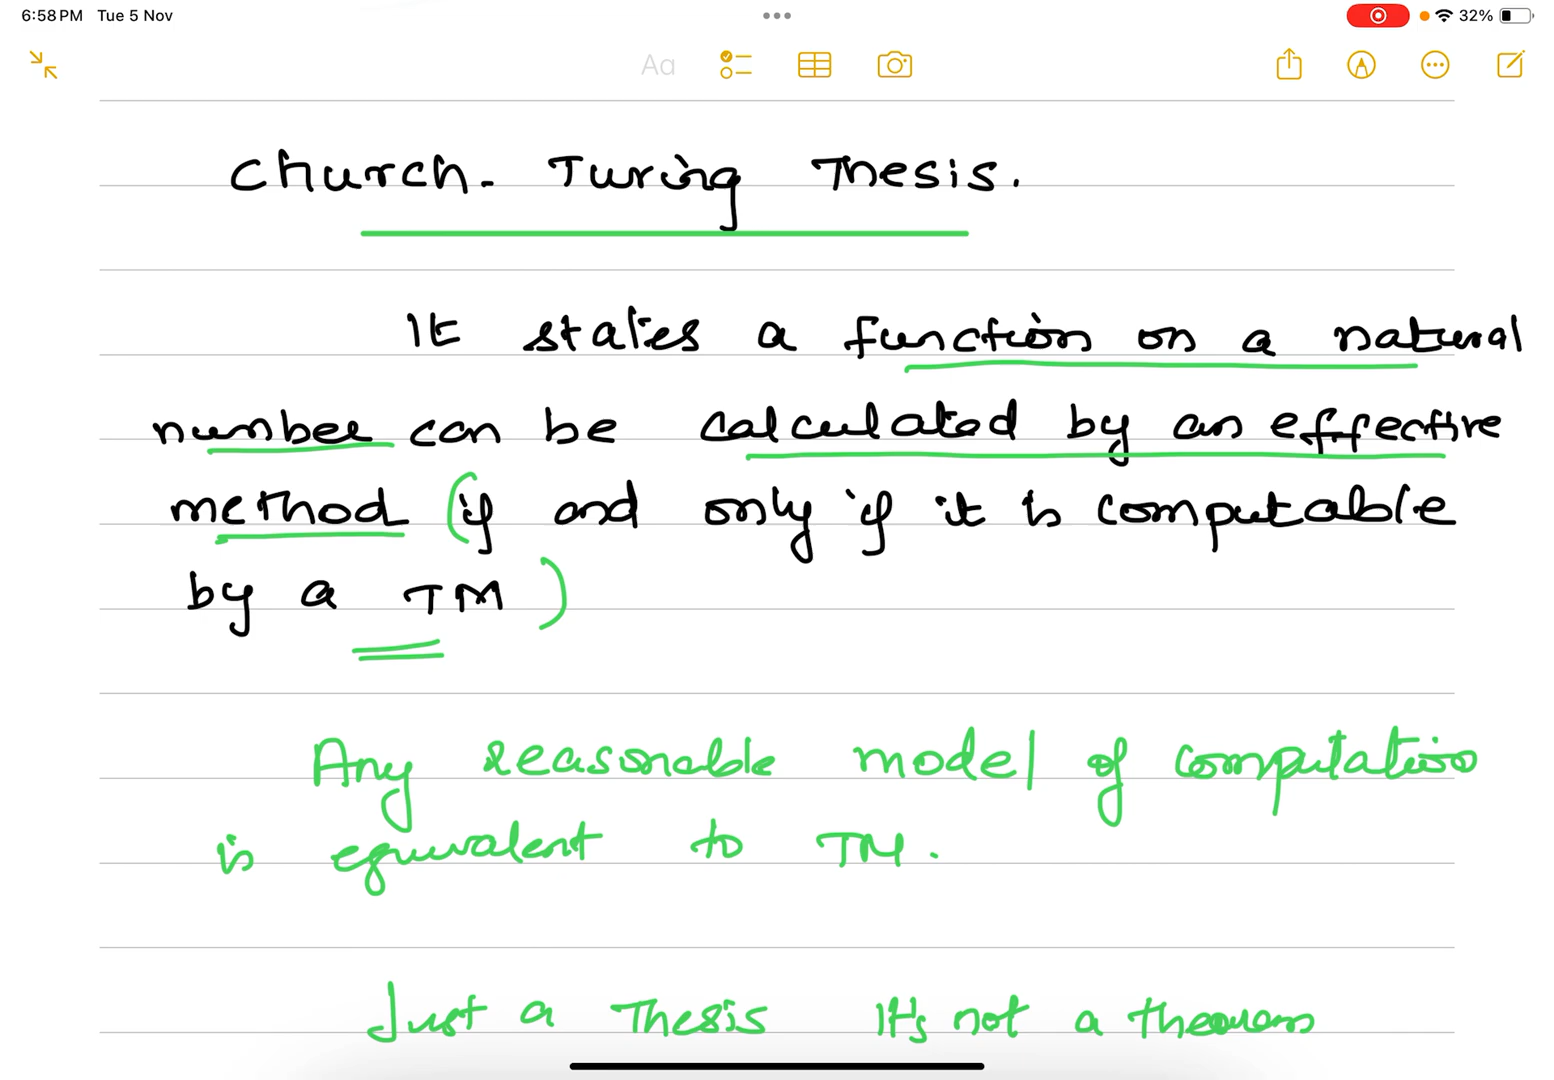 6:58 PM Tue 5 Nov
32%
Aa
Church - Turing Thesis.
It states a function on a natural
number can be calculated by an effective
method (if and only if it is computable
by a TM)
Any reasonable model of computation
is equivalent to TM.
Just a Thesis It's not a theorem